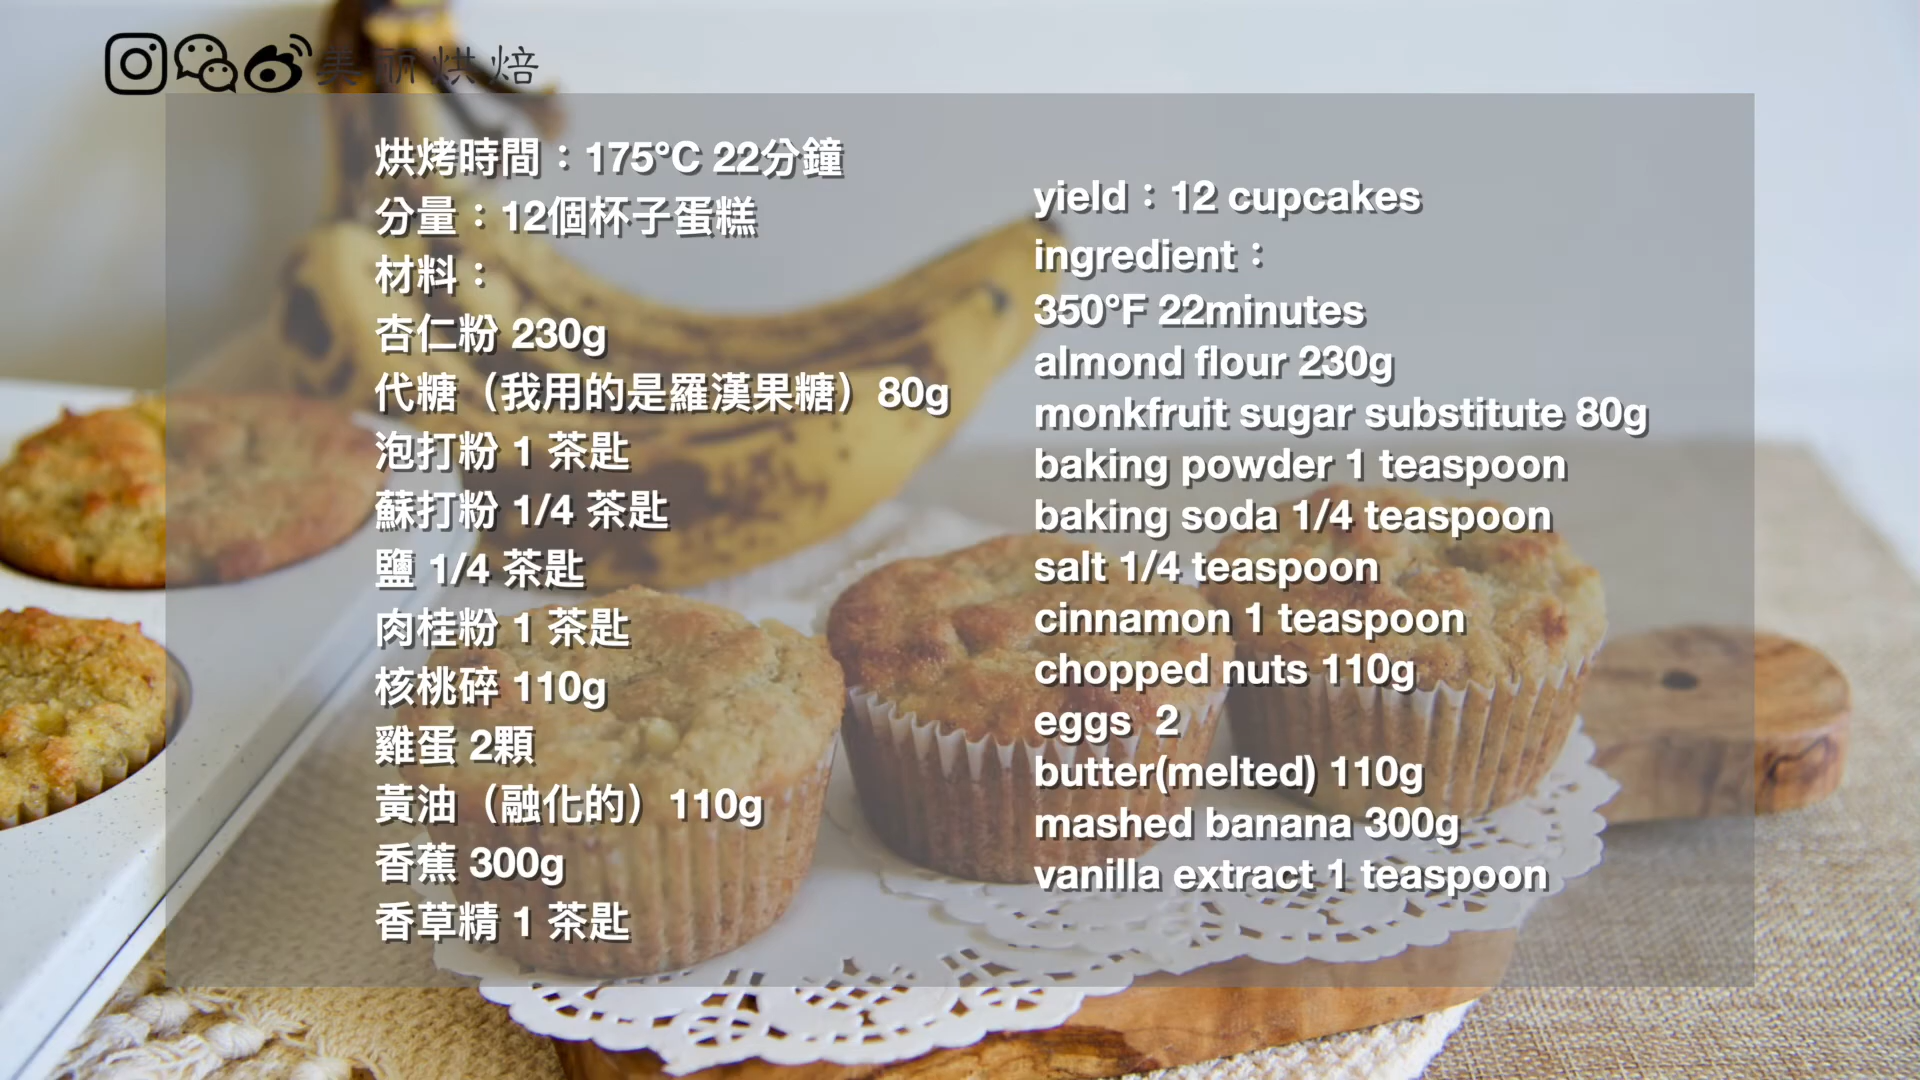 美丽烘焙
烘烤時間：175°C 22分鐘
分量：12個杯子蛋糕
材料：
杏仁粉 230g
代糖（我用的是羅漢果糖）80g
泡打粉 1 茶匙
蘇打粉 1/4 茶匙
鹽 1/4 茶匙
肉桂粉 1 茶匙
核桃碎 110g
雞蛋 2顆
黃油（融化的）110g
香蕉 300g
香草精 1 茶匙
yield：12 cupcakes
ingredient：
350°F 22minutes
almond flour 230g
monkfruit sugar substitute 80g
baking powder 1 teaspoon
baking soda 1/4 teaspoon
salt 1/4 teaspoon
cinnamon 1 teaspoon
chopped nuts 110g
eggs  2
butter(melted) 110g
mashed banana 300g
vanilla extract 1 teaspoon